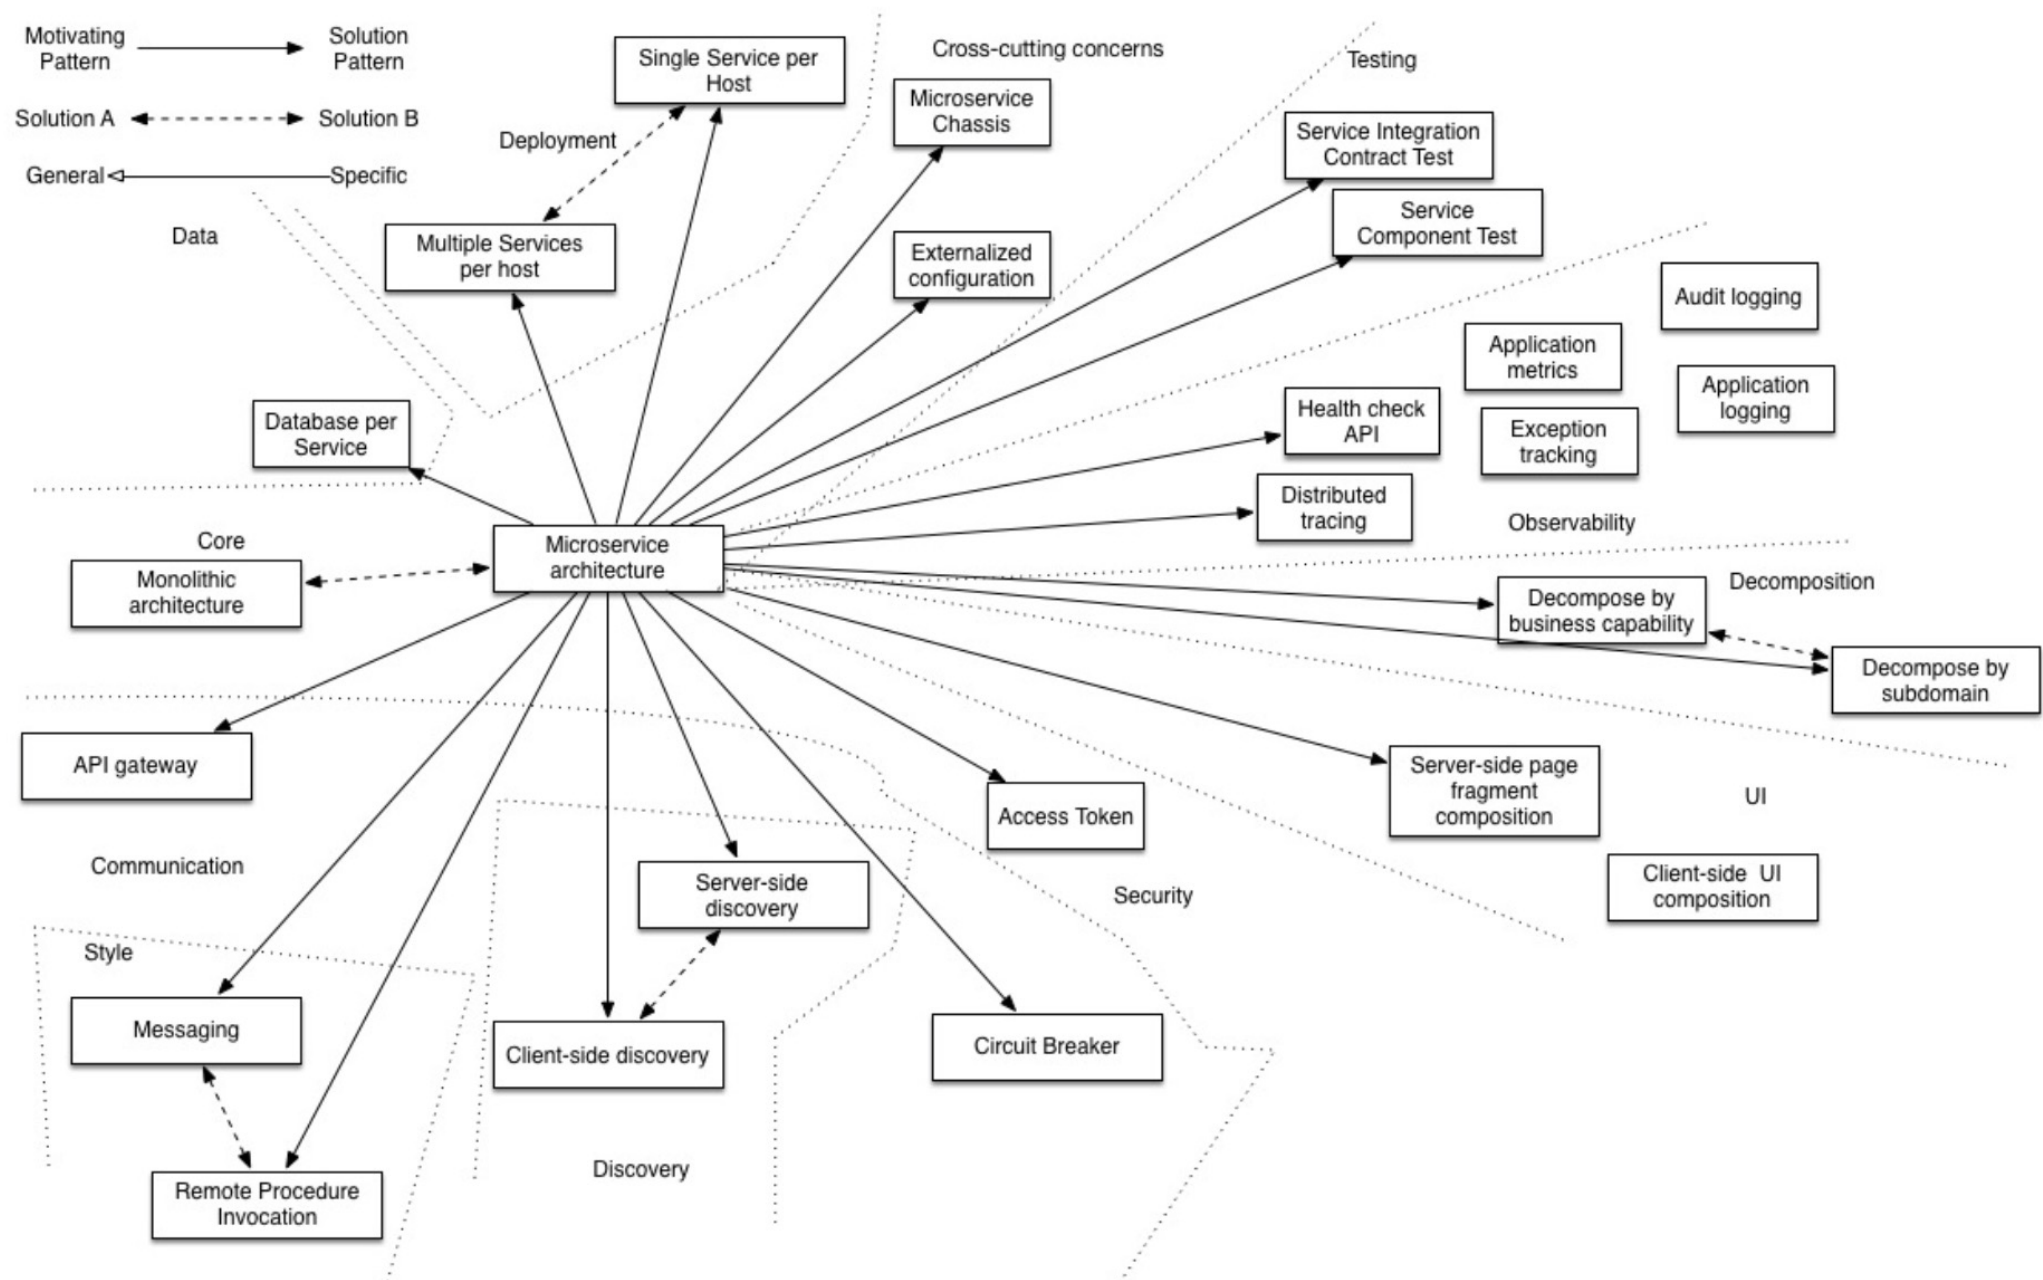 Motivating
Pattern
Solution
Pattern
Solution A
Solution B
General
Specific
Data
Deployment
Single Service per
Host
Multiple Services
per host
Cross-cutting concerns
Microservice
Chassis
Externalized
configuration
Testing
Service Integration
Contract Test
Service
Component Test
Audit logging
Application
metrics
Application
logging
Health check
API
Exception
tracking
Distributed
tracing
Observability
Database per
Service
Core
Monolithic
architecture
Microservice
architecture
Decomposition
Decompose by
business capability
Decompose by
subdomain
API gateway
Communication
Access Token
Security
Server-side page
fragment
composition
UI
Client-side  UI
composition
Server-side
discovery
Client-side discovery
Discovery
Circuit Breaker
Style
Messaging
Remote Procedure
Invocation